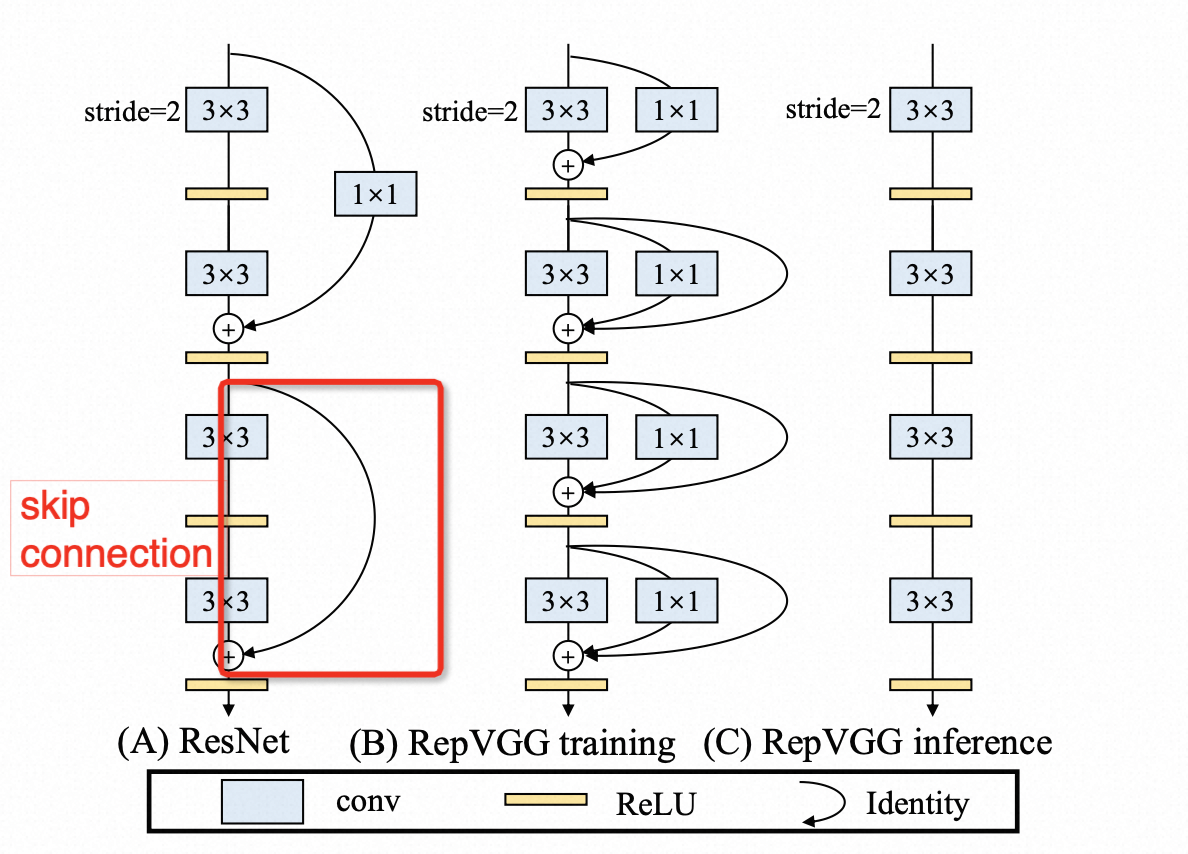 stride=2 3×3
1×1
3×3
3×3
3×3
skip
connection
(A) ResNet
stride=2 3×3 1×1
3×3 1×1
3×3 1×1
3×3 1×1
(B) RepVGG training
stride=2 3×3
3×3
3×3
3×3
(C) RepVGG inference
conv
ReLU
Identity